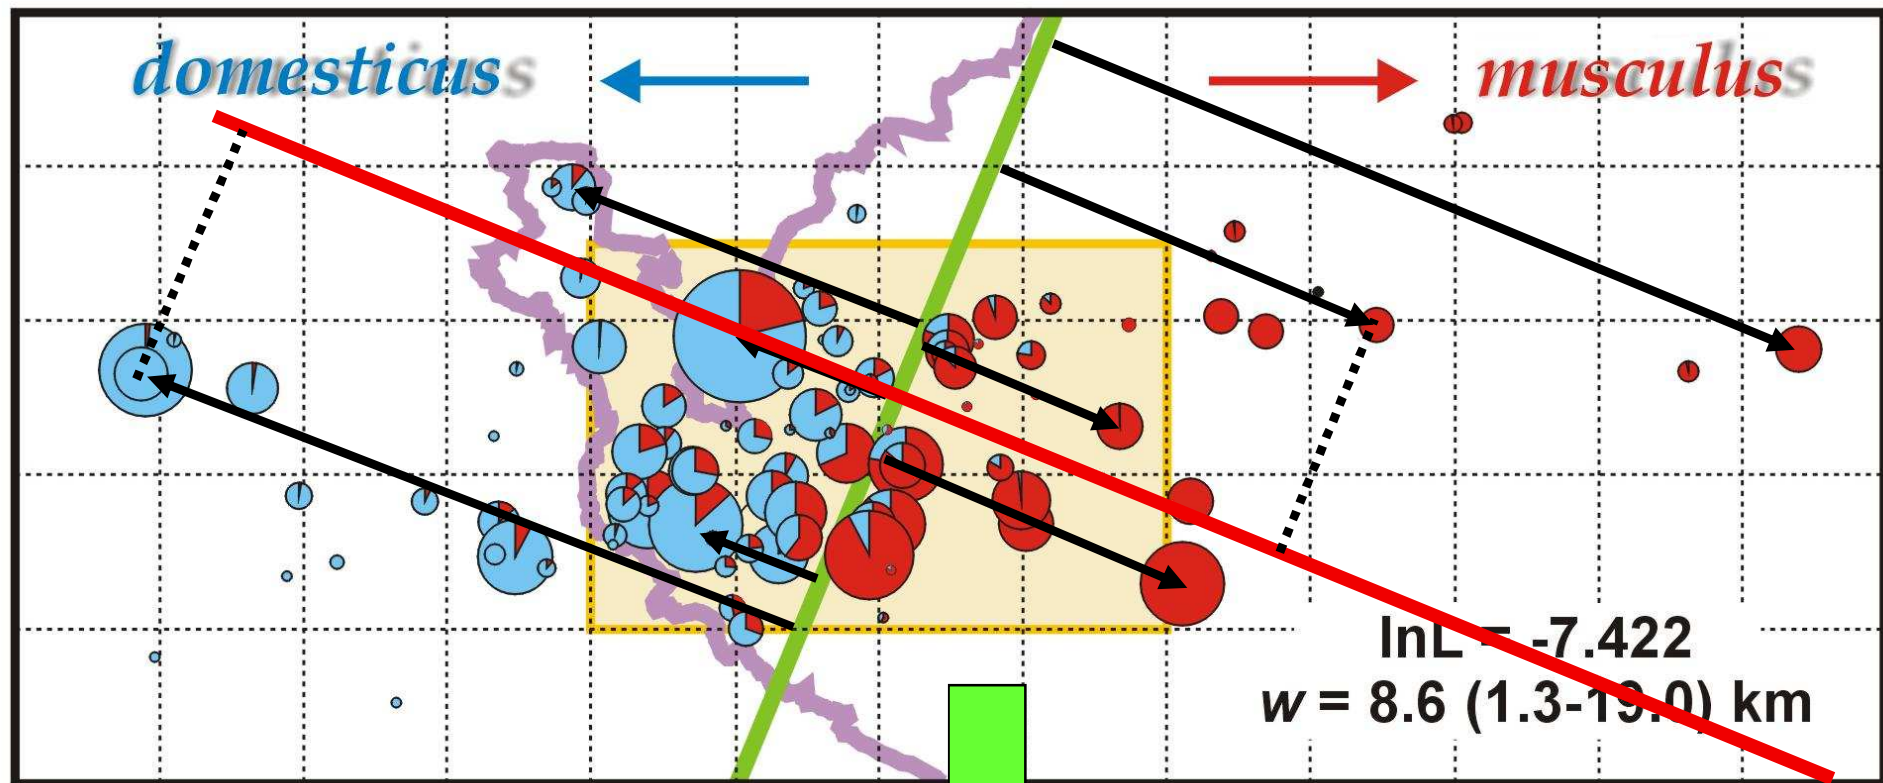 domesticus
musculus
lnL = -7.422
w = 8.6 (1.3-19.0) km